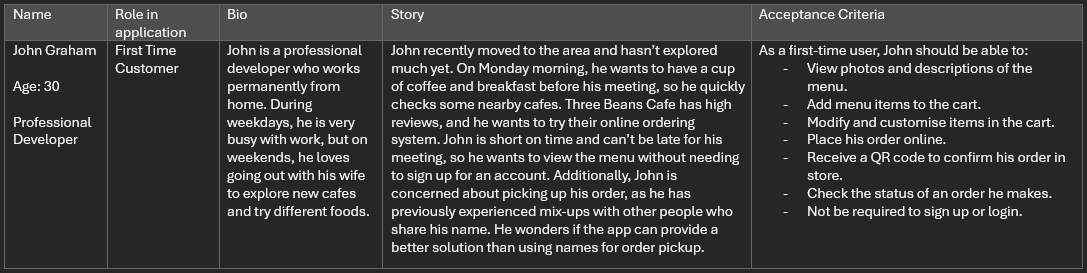 Name
Role in
application
Bio
Story
Acceptance Criteria
John Graham
Age: 30
Professional
Developer
First Time
Customer
John is a professional
developer who works
permanently from
home. During
weekdays, he is very
busy with work, but on
weekends, he loves
going out with his wife
to explore new cafes
and try different foods.
John recently moved to the area and hasn't explored
much yet. On Monday morning, he wants to have a cup
of coffee and breakfast before his meeting, so he quickly
checks some nearby cafes. Three Beans Cafe has high
reviews, and he wants to try their online ordering
system. John is short on time and can't be late for his
meeting, so he wants to view the menu without needing
to sign up for an account. Additionally, John is
concerned about picking up his order, as he has
previously experienced mix-ups with other people who
share his name. He wonders if the app can provide a
better solution than using names for order pickup.
As a first-time user, John should be able to:
- View photos and descriptions of the
menu.
- Add menu items to the cart.
- Modify and customise items in the cart.
- Place his order online.
- Receive a QR code to confirm his order in
store.
- Check the status of an order he makes.
- Not be required to sign up or login.